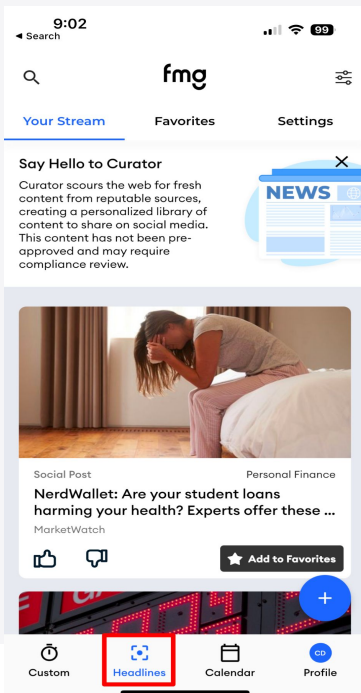 9:02
◄ Search
99
fmg
Your Stream Favorites Settings
Say Hello to Curator
Curator scours the web for fresh
content from reputable sources,
creating a personalized library of
content to share on social media.
This content has not been pre-
approved and may require
compliance review.
NEWS
Social Post Personal Finance
NerdWallet: Are your student loans
harming your health? Experts offer these ...
MarketWatch
Add to Favorites
Custom Headlines Calendar Profile
CD